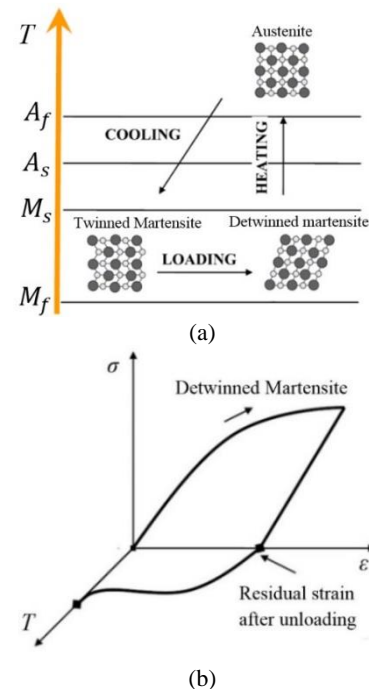 T
Austenite
A_f
COOLING
HEATING
A_s
M_s
Twinned Martensite
Detwinned martensite
LOADING
M_f
(a)
σ
Detwinned Martensite
ε
Residual strain
after unloading
T
(b)